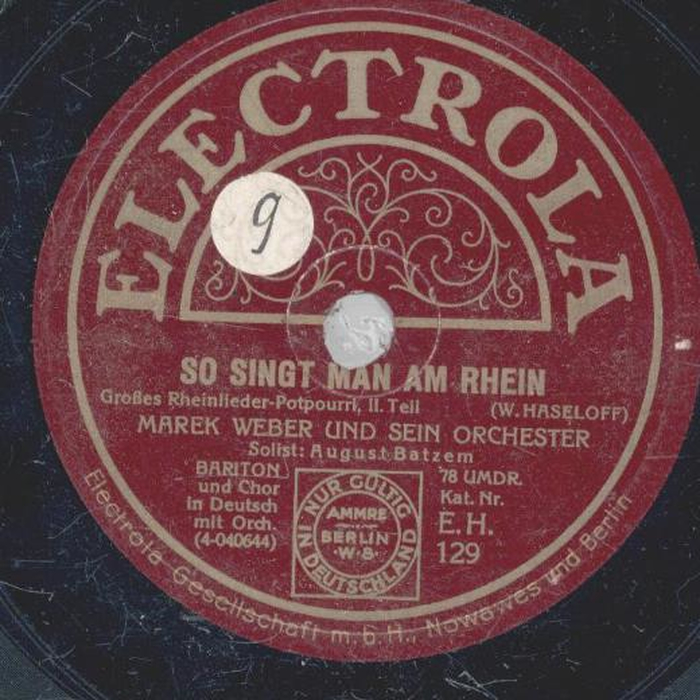 ELECTROLA
9
SO SINGT MAN AM RHEIN
Großes Rheinlieder-Potpourri, II. Teil (W. HASELOFF)
MAREK WEBER UND SEIN ORCHESTER
Solist: August Batzem
BARITON
und Chor
in Deutsch
mit Orch.
(4-040644)
NUR GÜLTIG
IN DEUTSCHLAND
AMMRE
BERLIN
·W·8·
78 UMDR.
Kat. Nr.
E.H.
129
Electrola Gesellschaft m.b.H., Nowawes und Berlin